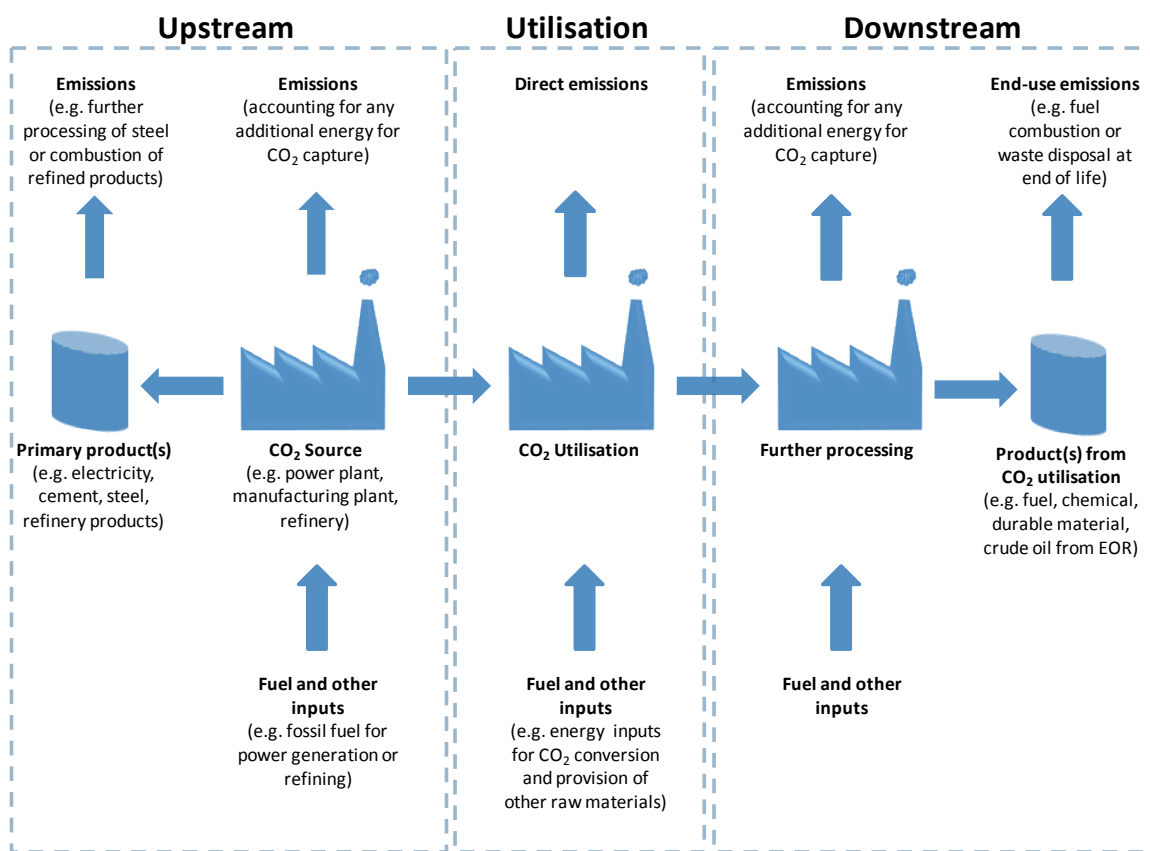 Upstream
Utilisation
Downstream
Emissions
(e.g. further
processing of steel
or combustion of
refined products)
Emissions
(accounting for any
additional energy for
CO₂ capture)
Direct emissions
Emissions
(accounting for any
additional energy for
CO₂ capture)
End-use emissions
(e.g. fuel
combustion or
waste disposal at
end of life)
Primary product(s)
(e.g. electricity,
cement, steel,
refinery products)
CO₂ Source
(e.g. power plant,
manufacturing plant,
refinery)
CO₂ Utilisation
Further processing
Product(s) from
CO₂ utilisation
(e.g. fuel, chemical,
durable material,
crude oil from EOR)
Fuel and other
inputs
(e.g. fossil fuel for
power generation or
refining)
Fuel and other
inputs
(e.g. energy inputs
for CO₂ conversion
and provision of
other raw materials)
Fuel and other
inputs